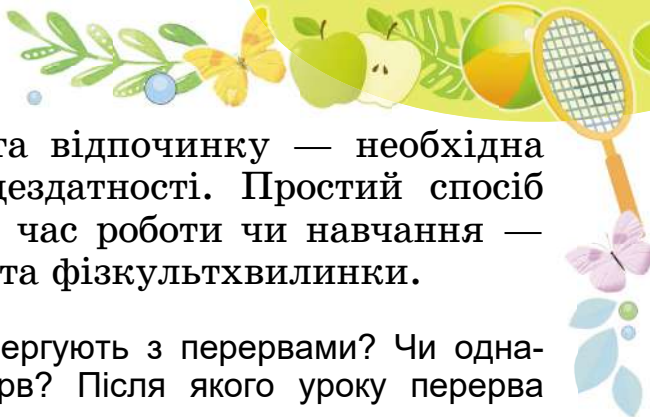 та відпочинку — необхідна
цездатності. Простий спосіб
час роботи чи навчання —
та фізкультхвилинки.
ергують з перервами? Чи одна-
рв? Після якого уроку перерва